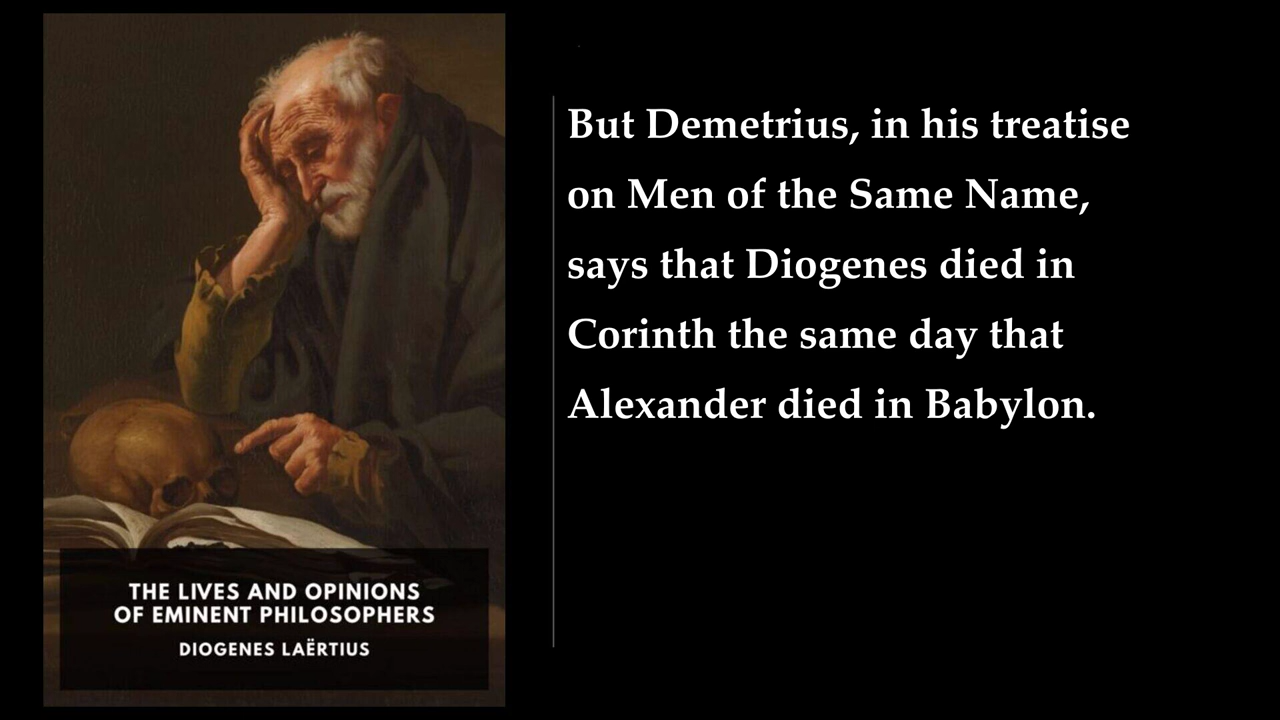 But Demetrius, in his treatise
on Men of the Same Name,
says that Diogenes died in
Corinth the same day that
Alexander died in Babylon.
THE LIVES AND OPINIONS
OF EMINENT PHILOSOPHERS
DIOGENES LAËRTIUS